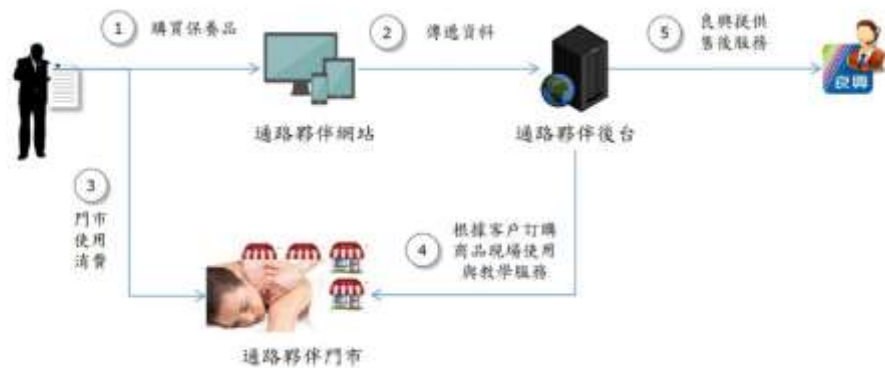 1
購買保養品
2
傳遞資料
5
良興提供
售後服務
良興
通路夥伴網站
通路夥伴後台
3
門市
使用
消費
4
根據客戶訂購
商品現場使用
與教學服務
通路夥伴門市